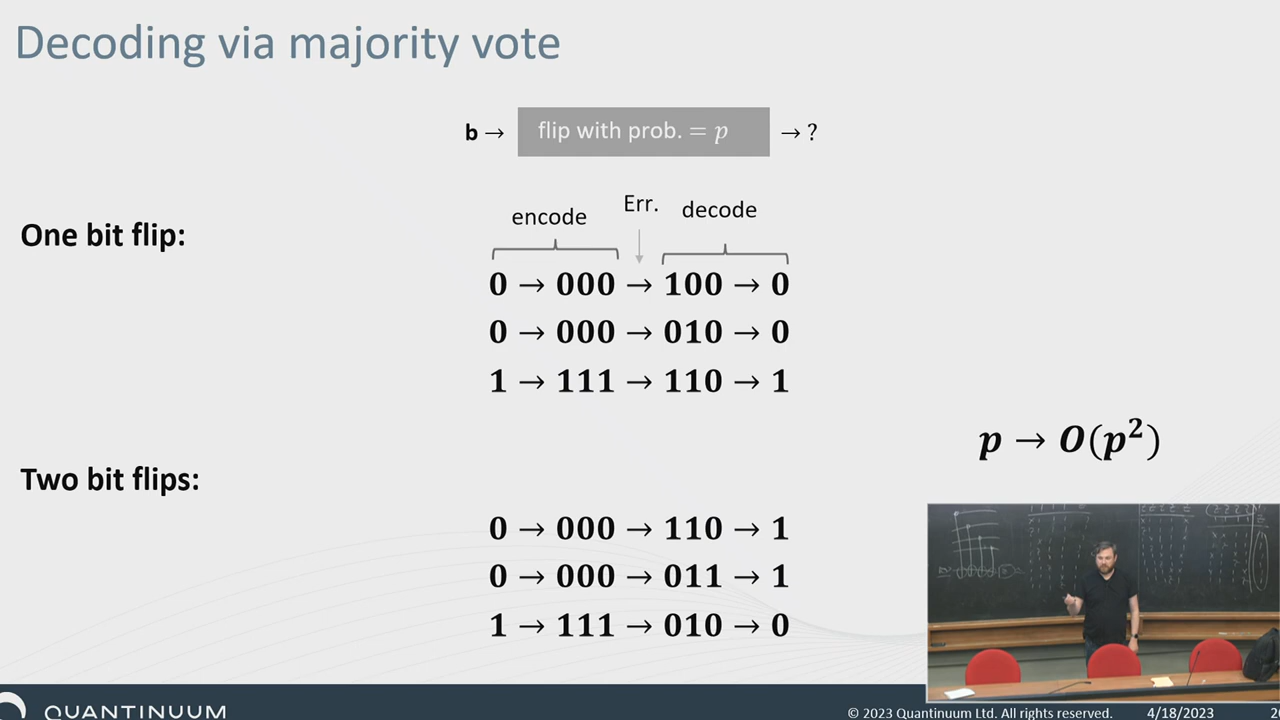 Decoding via majority vote
b → flip with prob. = p → ?
One bit flip:
encode Err. decode
0 → 000 → 100 → 0
0 → 000 → 010 → 0
1 → 111 → 110 → 1
p → O(p²)
Two bit flips:
0 → 000 → 110 → 1
0 → 000 → 011 → 1
1 → 111 → 010 → 0
QUANTINUUM
© 2023 Quantinuum Ltd. All rights reserved. 4/18/2023